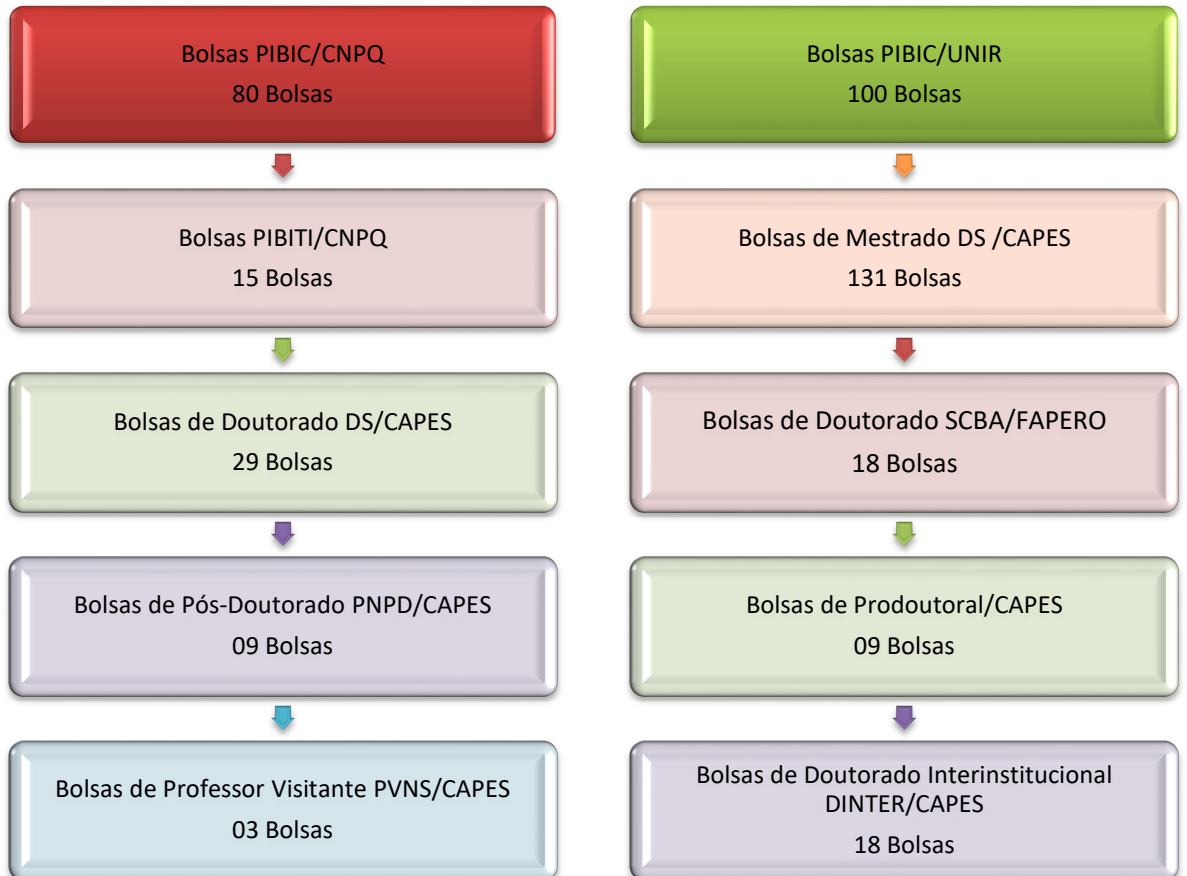 Bolsas PIBIC/CNPQ
80 Bolsas
Bolsas PIBITI/CNPQ
15 Bolsas
Bolsas de Doutorado DS/CAPES
29 Bolsas
Bolsas de Pós-Doutorado PNPD/CAPES
09 Bolsas
Bolsas de Professor Visitante PVNS/CAPES
03 Bolsas
Bolsas PIBIC/UNIR
100 Bolsas
Bolsas de Mestrado DS /CAPES
131 Bolsas
Bolsas de Doutorado SCBA/FAPERO
18 Bolsas
Bolsas de Prodoutoral/CAPES
09 Bolsas
Bolsas de Doutorado Interinstitucional
DINTER/CAPES
18 Bolsas